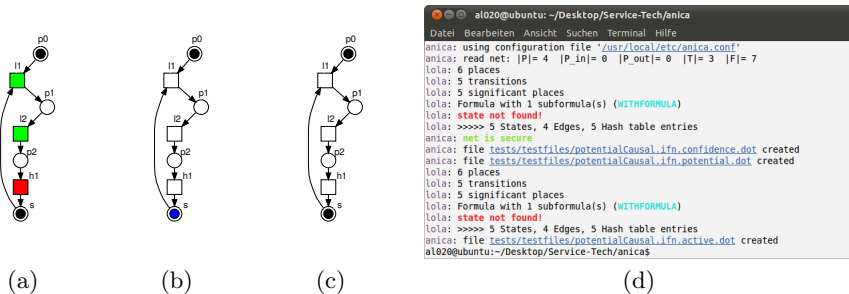 p0
l1
p1
l2
p2
h1
s
(a)
p0
l1
p1
l2
p2
h1
s
(b)
p0
l1
p1
l2
p2
h1
s
(c)
al020@ubuntu: ~/Desktop/Service-Tech/anica
Datei Bearbeiten Ansicht Suchen Terminal Hilfe
anica: using configuration file '/usr/local/etc/anica.conf'
anica: read net: |P|= 4 |P_in|= 0 |P_out|= 0 |T|= 3 |F|= 7
lola: 6 places
lola: 5 transitions
lola: 5 significant places
lola: Formula with 1 subformula(s) (WITHFORMULA)
lola: state not found!
lola: >>>>> 5 States, 4 Edges, 5 Hash table entries
anica: net is secure
anica: file tests/testfiles/potentialCausal.ifn.confidence.dot created
anica: file tests/testfiles/potentialCausal.ifn.potential.dot created
lola: 6 places
lola: 5 transitions
lola: 5 significant places
lola: Formula with 1 subformula(s) (WITHFORMULA)
lola: state not found!
lola: >>>>> 5 States, 4 Edges, 5 Hash table entries
anica: file tests/testfiles/potentialCausal.ifn.active.dot created
al020@ubuntu:~/Desktop/Service-Tech/anica$
(d)